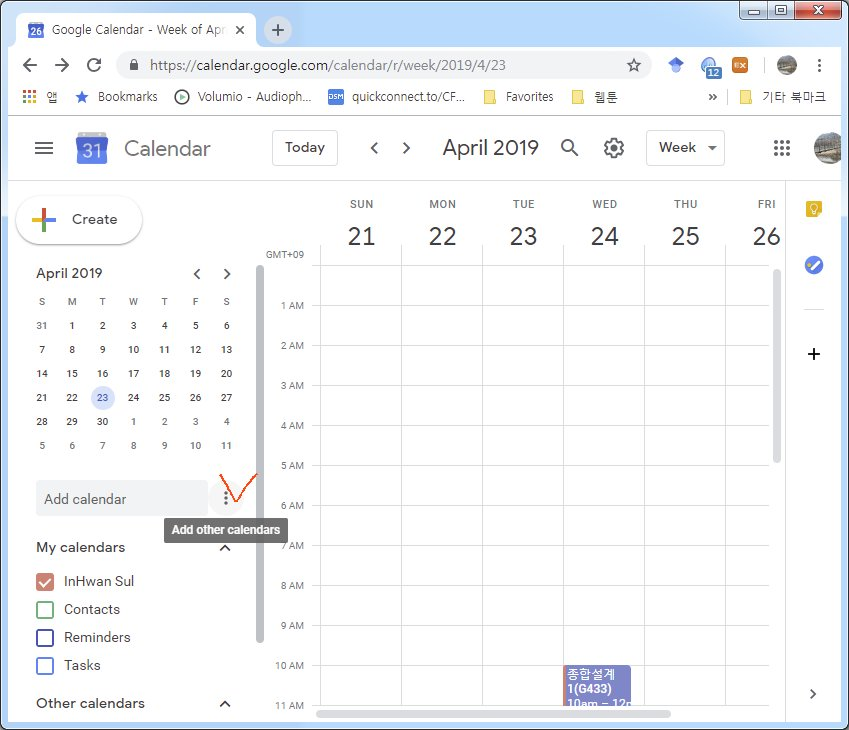 26 Google Calendar - Week of Apr
https://calendar.google.com/calendar/r/week/2019/4/23
12
EX
앱 Bookmarks Volumio - Audioph... DSM quickconnect.to/CF... Favorites 웹툰 » 기타 북마크
31 Calendar Today April 2019 Week
Create
SUN MON TUE WED THU FRI
21 22 23 24 25 26
GMT+09
April 2019
S M T W T F S
31 1 2 3 4 5 6
7 8 9 10 11 12 13
14 15 16 17 18 19 20
21 22 23 24 25 26 27
28 29 30 1 2 3 4
5 6 7 8 9 10 11
Add calendar
Add other calendars
My calendars
InHwan Sul
Contacts
Reminders
Tasks
Other calendars
1 AM
2 AM
3 AM
4 AM
5 AM
6 AM
7 AM
8 AM
9 AM
10 AM
11 AM
종합설계
1(G433)
10am – 12p